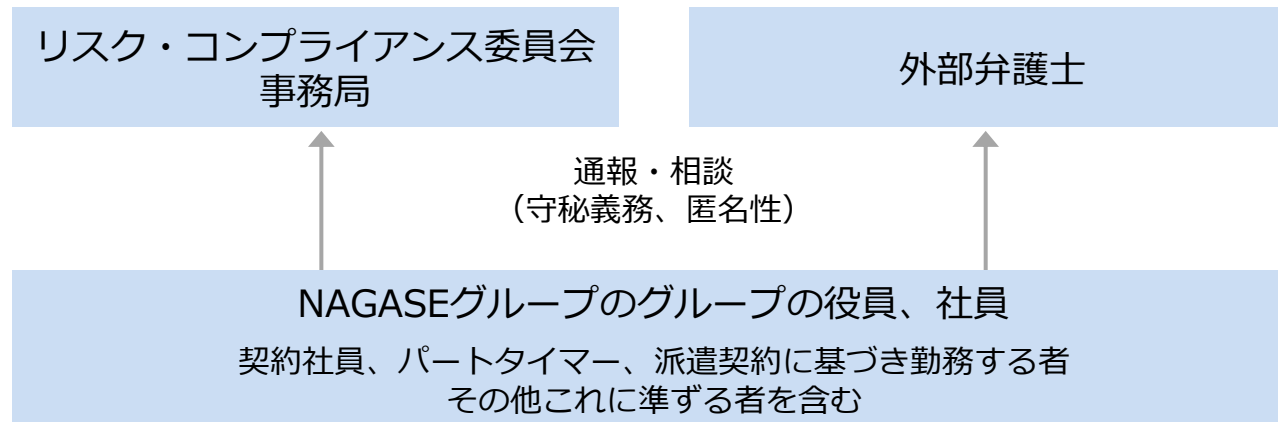 リスク・コンプライアンス委員会
事務局
外部弁護士
通報・相談
（守秘義務、匿名性）
NAGASEグループのグループの役員、社員
契約社員、パートタイマー、派遣契約に基づき勤務する者
その他これに準ずる者を含む